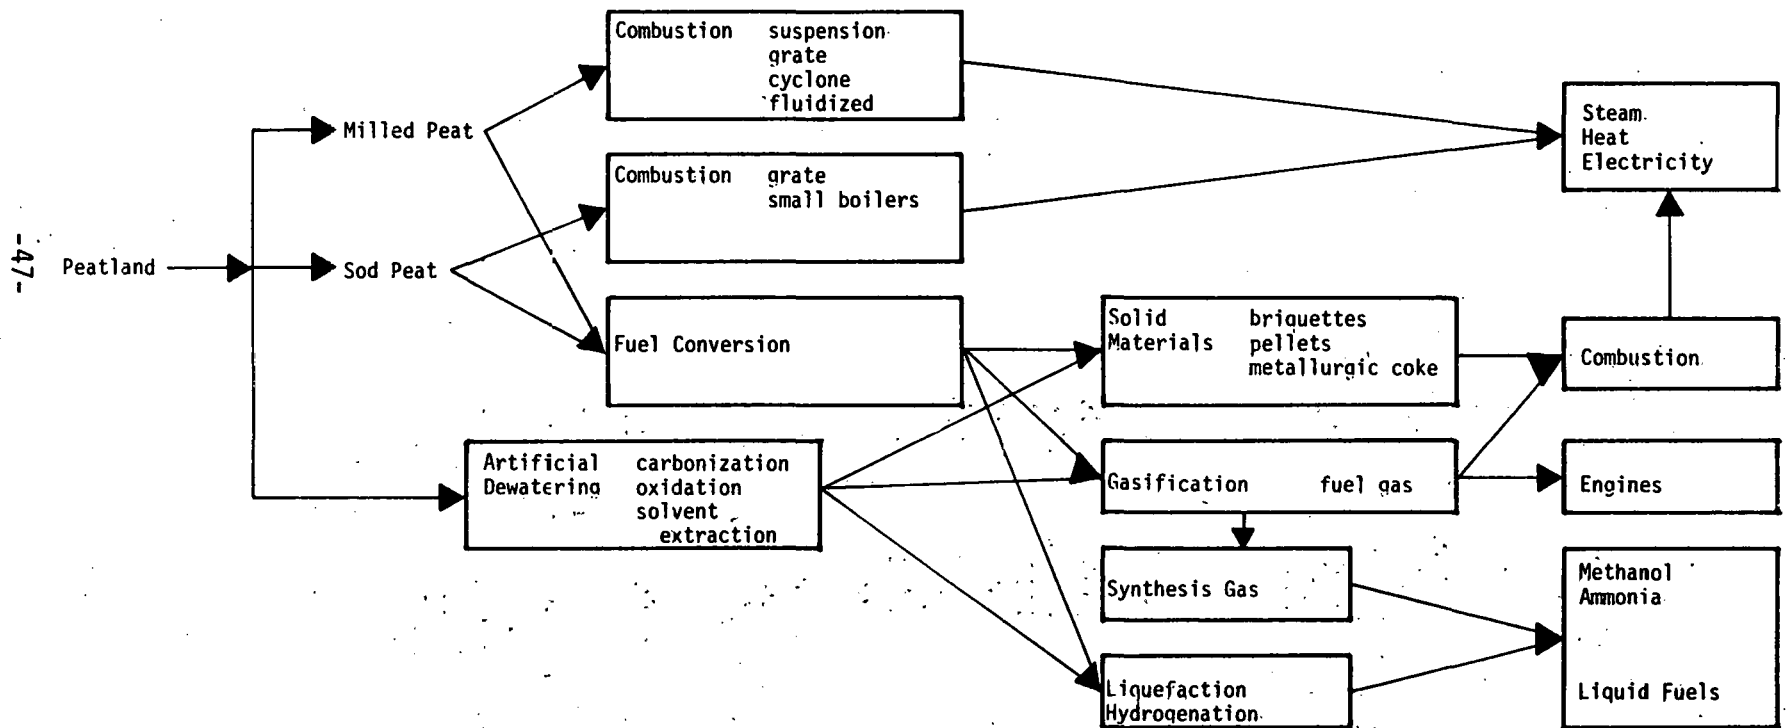 -47-
Peatland
Milled Peat
Sod Peat
Combustion suspension
grate
cyclone
fluidized
Combustion grate
small boilers
Fuel Conversion
Artificial carbonization
Dewatering oxidation
solvent
extraction
Solid briquettes
Materials pellets
metallurgic coke
Gasification fuel gas
Synthesis Gas
Liquefaction
Hydrogenation
Steam
Heat
Electricity
Combustion
Engines
Methanol
Ammonia
Liquid Fuels